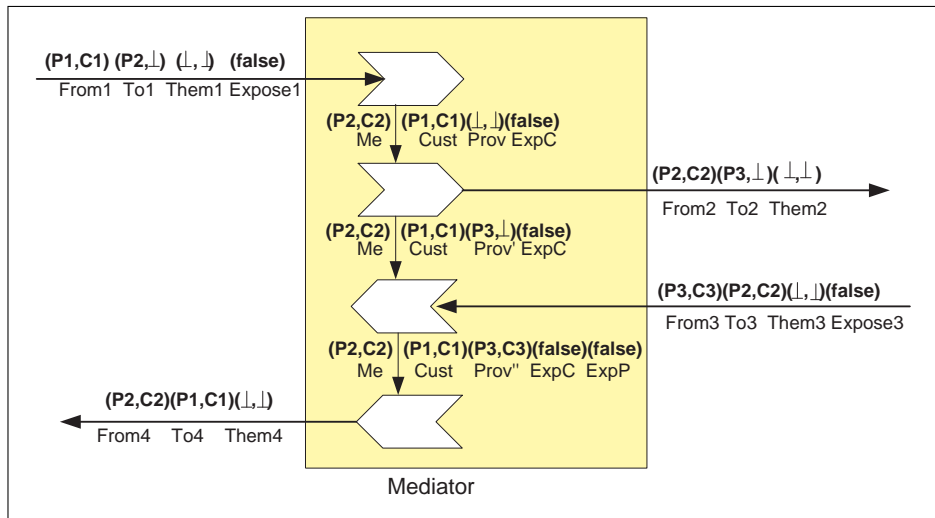 (P1,C1) (P2,⊥) (⊥,⊥) (false)
From1 To1 Them1 Expose1
(P2,C2) (P1,C1)(⊥,⊥)(false)
Me Cust Prov ExpC
(P2,C2)(P3,⊥)(⊥,⊥)
From2 To2 Them2
(P2,C2) (P1,C1)(P3,⊥)(false)
Me Cust Prov' ExpC
(P3,C3)(P2,C2)(⊥,⊥)(false)
From3 To3 Them3 Expose3
(P2,C2) (P1,C1)(P3,C3)(false)(false)
Me Cust Prov" ExpC ExpP
(P2,C2)(P1,C1)(⊥,⊥)
From4 To4 Them4
Mediator